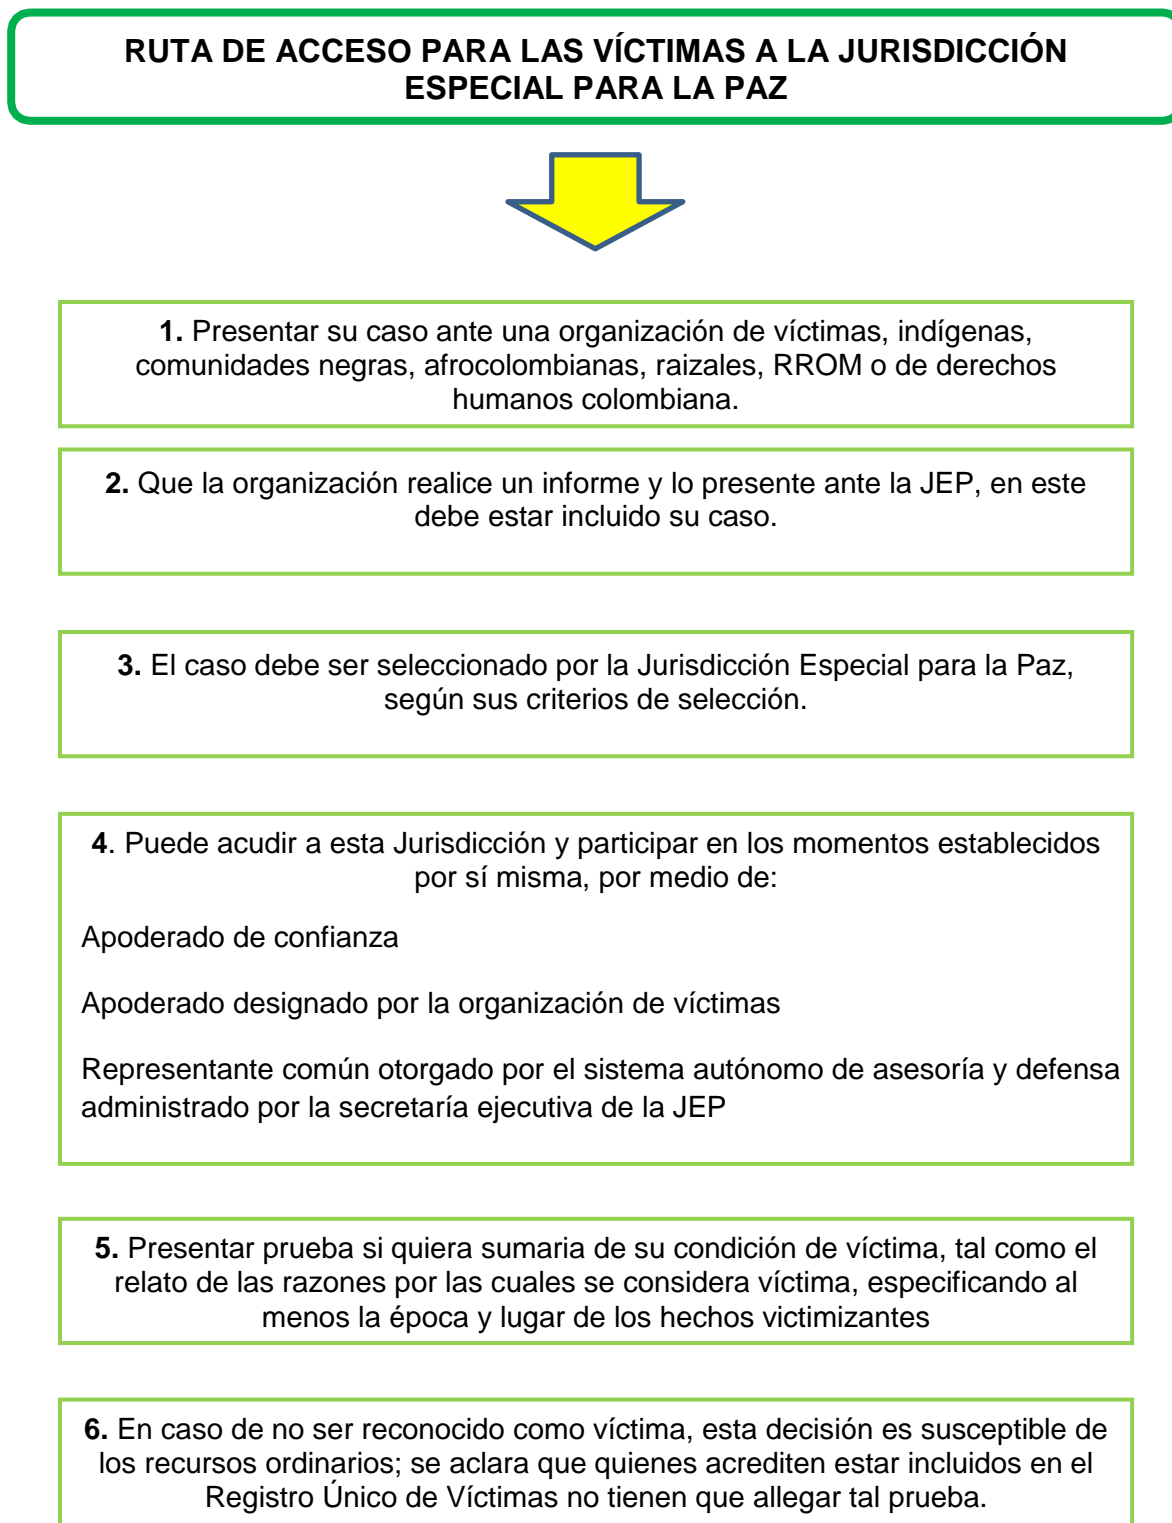 RUTA DE ACCESO PARA LAS VÍCTIMAS A LA JURISDICCIÓN
ESPECIAL PARA LA PAZ
1. Presentar su caso ante una organización de víctimas, indígenas,
comunidades negras, afrocolombianas, raizales, RROM o de derechos
humanos colombiana.
2. Que la organización realice un informe y lo presente ante la JEP, en este
debe estar incluido su caso.
3. El caso debe ser seleccionado por la Jurisdicción Especial para la Paz,
según sus criterios de selección.
4. Puede acudir a esta Jurisdicción y participar en los momentos establecidos
por sí misma, por medio de:
Apoderado de confianza
Apoderado designado por la organización de víctimas
Representante común otorgado por el sistema autónomo de asesoría y defensa
administrado por la secretaría ejecutiva de la JEP
5. Presentar prueba si quiera sumaria de su condición de víctima, tal como el
relato de las razones por las cuales se considera víctima, especificando al
menos la época y lugar de los hechos victimizantes
6. En caso de no ser reconocido como víctima, esta decisión es susceptible de
los recursos ordinarios; se aclara que quienes acrediten estar incluidos en el
Registro Único de Víctimas no tienen que allegar tal prueba.